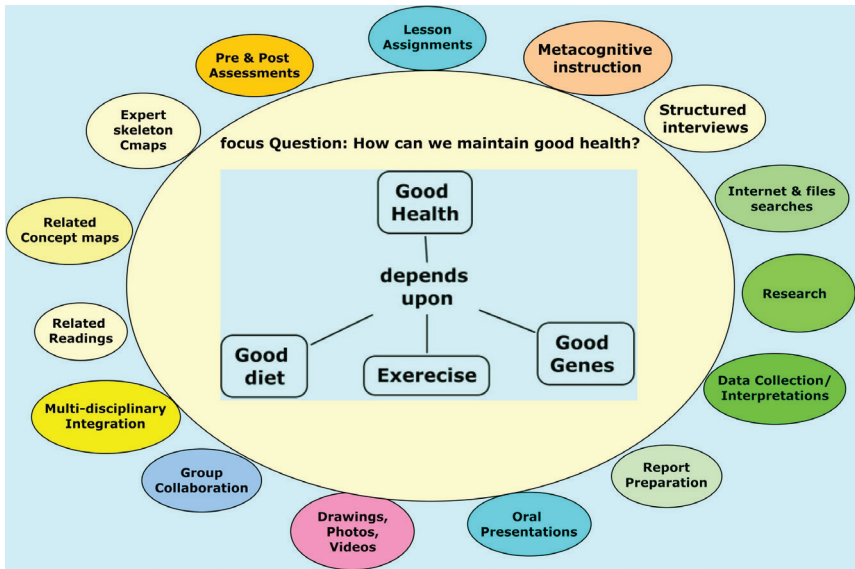 Lesson
Assignments
Pre & Post
Assessments
Metacognitive
instruction
Expert
skeleton
Cmaps
Structured
interviews
focus Question: How can we maintain good health?
Good
Health
Internet & files
searches
Related
Concept maps
depends
upon
Research
Related
Readings
Good
diet
Exerecise
Good
Genes
Data Collection/
Interpretations
Multi-disciplinary
Integration
Group
Collaboration
Report
Preparation
Drawings,
Photos,
Videos
Oral
Presentations